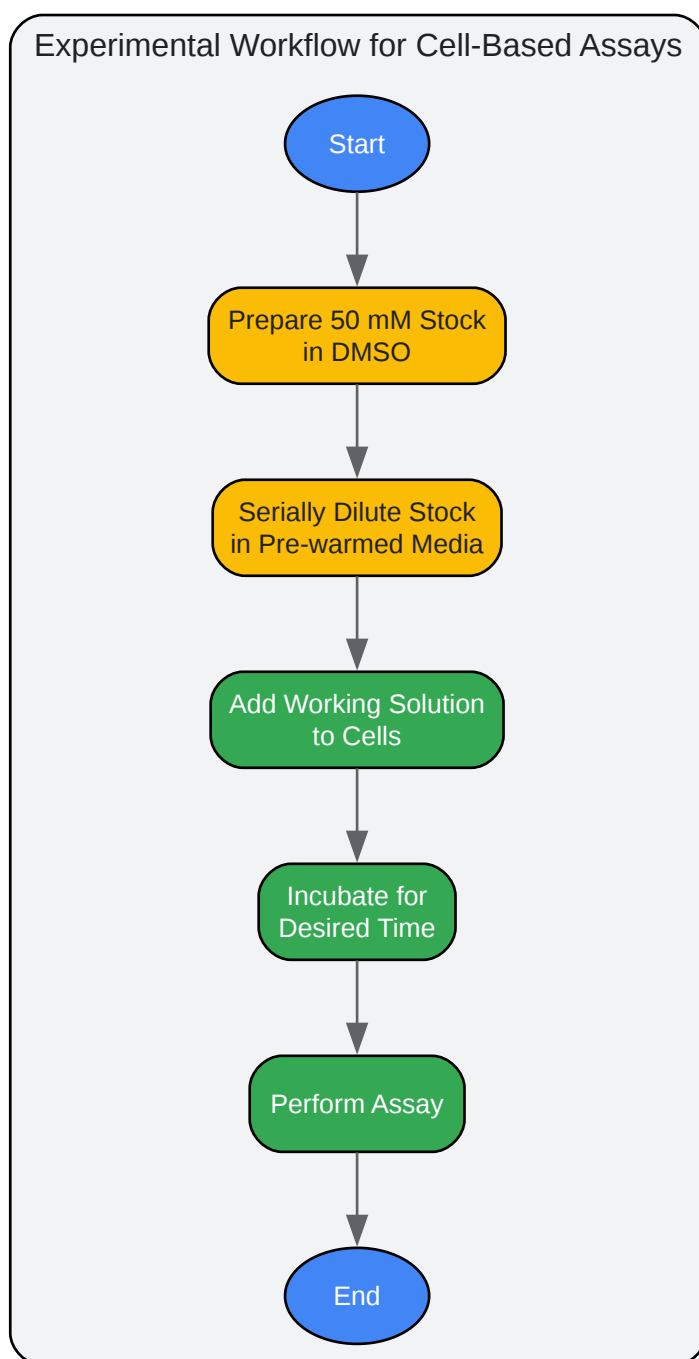 Experimental Workflow for Cell-Based Assays
Start
Prepare 50 mM Stock
in DMSO
Serially Dilute Stock
in Pre-warmed Media
Add Working Solution
to Cells
Incubate for
Desired Time
Perform Assay
End